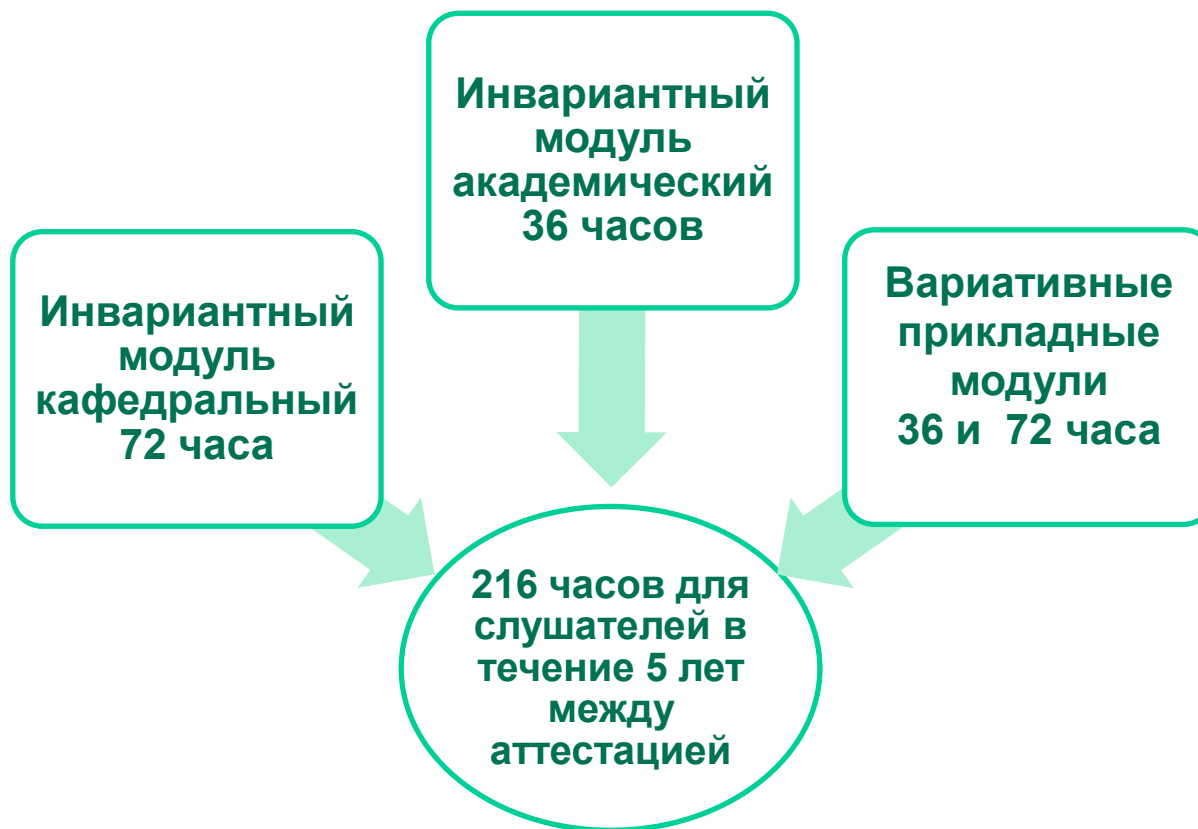 Инвариантный
модуль
академический
36 часов
Инвариантный
модуль
кафедральный
72 часа
Вариативные
прикладные
модули
36 и  72 часа
216 часов для
слушателей в
течение 5 лет
между
аттестацией